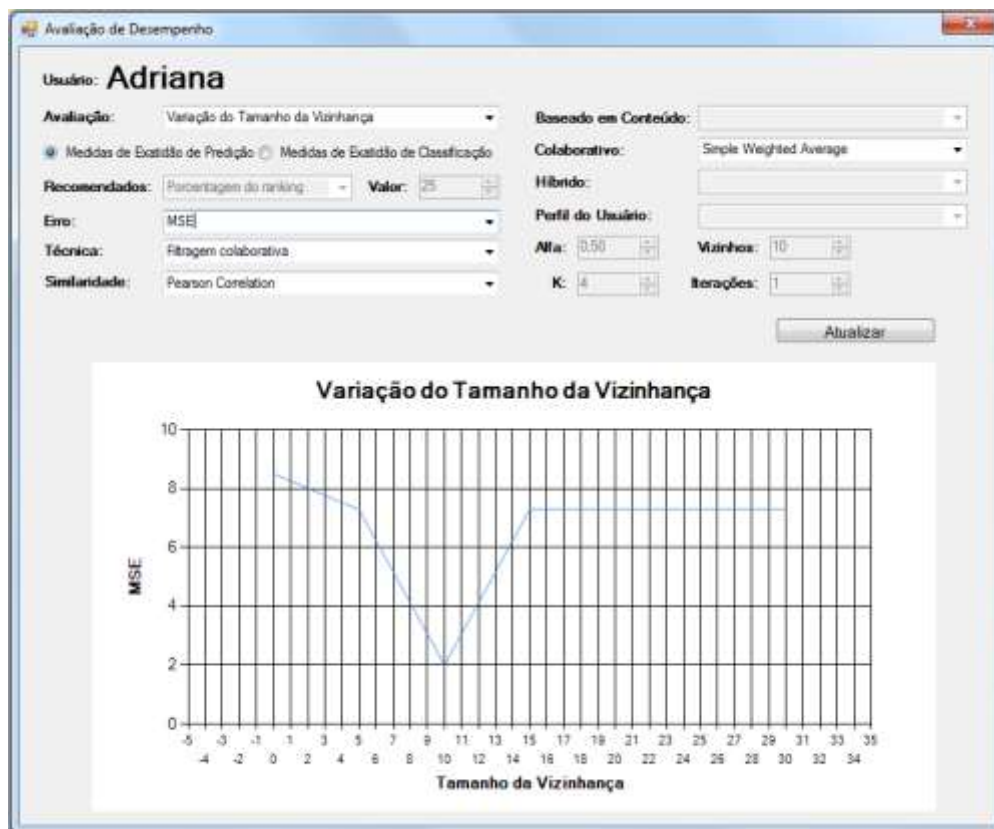 Avaliação de Desempenho
Usuário: Adriana
Avaliação: Variação do Tamanho da Vizinhança
Medidas de Exatidão de Predição Medidas de Exatidão de Classificação
Recomendados: Porcentagem do ranking Valor: 25
Erro: MSE
Técnica: Filtragem colaborativa
Similaridade: Pearson Correlation
Baseado em Conteúdo:
Colaborativo: Simple Weighted Average
Híbrido:
Perfil do Usuário:
Alfa: 0,50 Vizinhos: 10
K: 4 Iterações: 1
Atualizar
Variação do Tamanho da Vizinhança
10
8
6
4
2
0
MSE
-5 -3 -1 1 3 5 7 9 11 13 15 17 19 21 23 25 27 29 31 33 35
-4 -2 0 2 4 6 8 10 12 14 16 18 20 22 24 26 28 30 32 34
Tamanho da Vizinhança